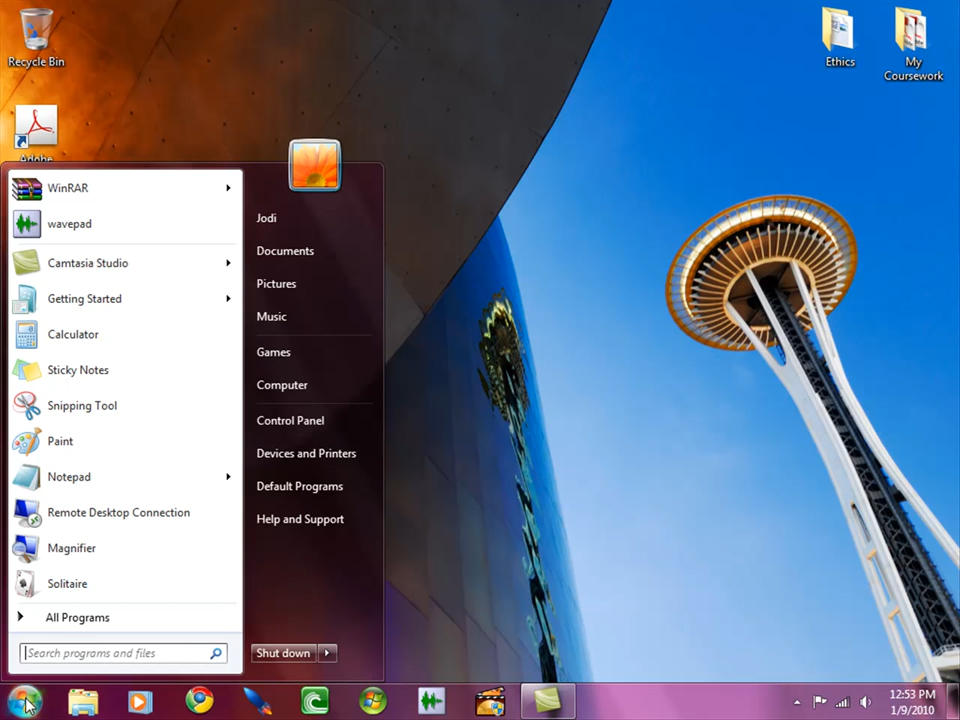 Recycle Bin
Ethics
My
Coursework
Adobe
WinRAR
wavepad
Camtasia Studio
Getting Started
Calculator
Sticky Notes
Snipping Tool
Paint
Notepad
Remote Desktop Connection
Magnifier
Solitaire
All Programs
Search programs and files
Jodi
Documents
Pictures
Music
Games
Computer
Control Panel
Devices and Printers
Default Programs
Help and Support
Shut down
12:53 PM
1/9/2010